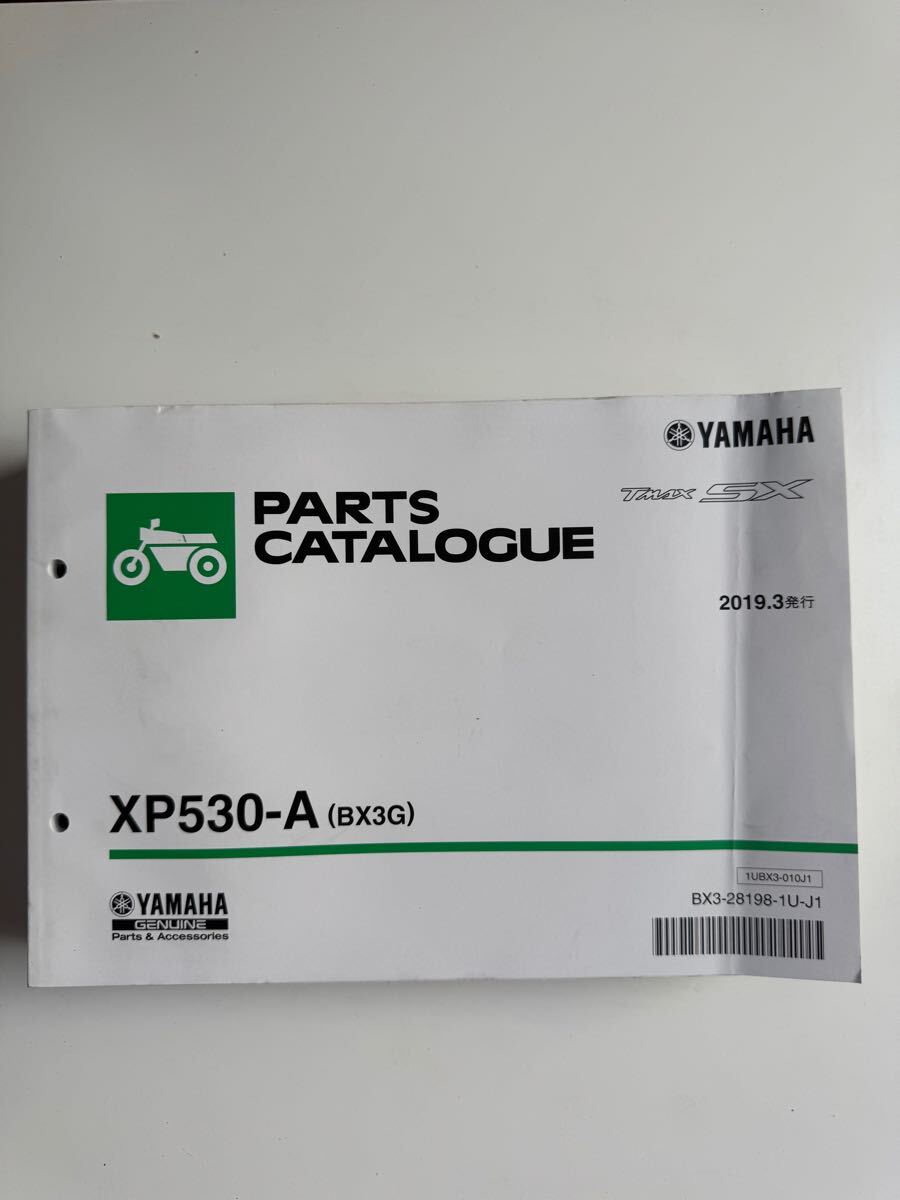 YAMAHA
TMAX SX
PARTS
CATALOGUE
2019.3発行
XP530-A (BX3G)
1UBX3-010J1
BX3-28198-1U-J1
YAMAHA
GENUINE
Parts & Accessories